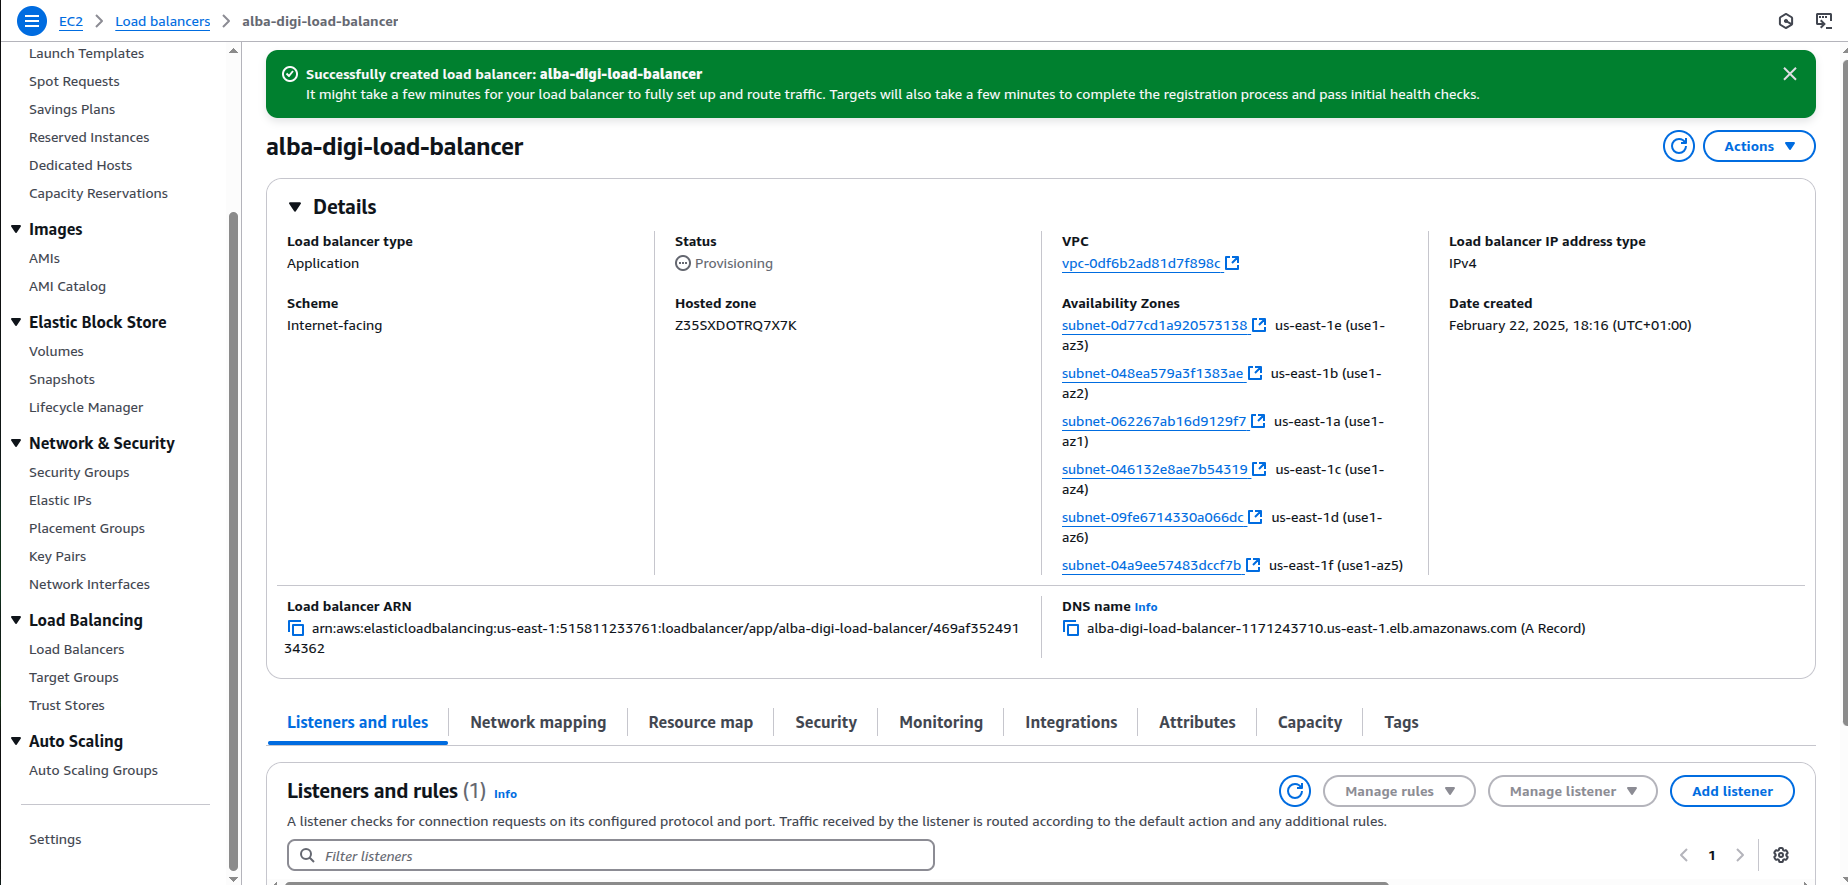 EC2 > Load balancers > alba-digi-load-balancer
Launch Templates
Spot Requests
Savings Plans
Reserved Instances
Dedicated Hosts
Capacity Reservations
Images
AMIs
AMI Catalog
Elastic Block Store
Volumes
Snapshots
Lifecycle Manager
Network & Security
Security Groups
Elastic IPs
Placement Groups
Key Pairs
Network Interfaces
Load Balancing
Load Balancers
Target Groups
Trust Stores
Auto Scaling
Auto Scaling Groups
Settings
Successfully created load balancer: alba-digi-load-balancer
It might take a few minutes for your load balancer to fully set up and route traffic. Targets will also take a few minutes to complete the registration process and pass initial health checks.
alba-digi-load-balancer
Actions
Details
Load balancer type
Application
Scheme
Internet-facing
Status
Provisioning
Hosted zone
Z35SXDOTRQ7X7K
VPC
vpc-0df6b2ad81d7f898c
Availability Zones
subnet-0d77cd1a920573138 us-east-1e (use1-
az3)
subnet-048ea579a3f1383ae us-east-1b (use1-
az2)
subnet-062267ab16d9129f7 us-east-1a (use1-
az1)
subnet-046132e8ae7b54319 us-east-1c (use1-
az4)
subnet-09fe6714330a066dc us-east-1d (use1-
az6)
subnet-04a9ee57483dccf7b us-east-1f (use1-az5)
Load balancer IP address type
IPv4
Date created
February 22, 2025, 18:16 (UTC+01:00)
Load balancer ARN
arn:aws:elasticloadbalancing:us-east-1:515811233761:loadbalancer/app/alba-digi-load-balancer/469af352491
34362
DNS name Info
alba-digi-load-balancer-1171243710.us-east-1.elb.amazonaws.com (A Record)
Listeners and rules
Network mapping
Resource map
Security
Monitoring
Integrations
Attributes
Capacity
Tags
Listeners and rules (1) Info
Manage rules
Manage listener
Add listener
A listener checks for connection requests on its configured protocol and port. Traffic received by the listener is routed according to the default action and any additional rules.
Filter listeners
1